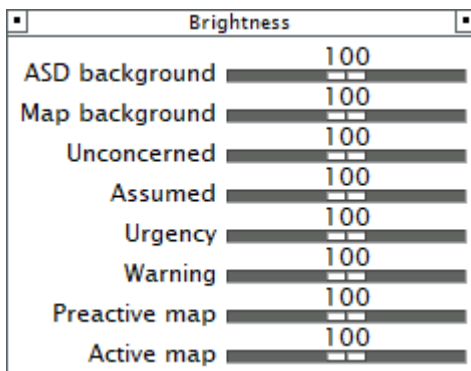 Brightness
100
ASD background
100
Map background
100
Unconcerned
100
Assumed
100
Urgency
100
Warning
100
Preactive map
100
Active map